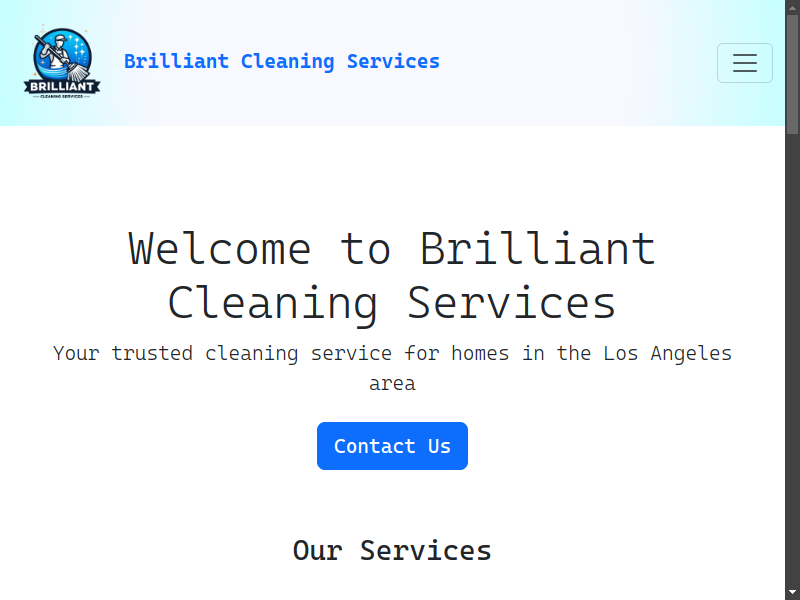 BRILLIANT
CLEANING SERVICES
Brilliant Cleaning Services
Welcome to Brilliant
Cleaning Services
Your trusted cleaning service for homes in the Los Angeles
area
Contact Us
Our Services